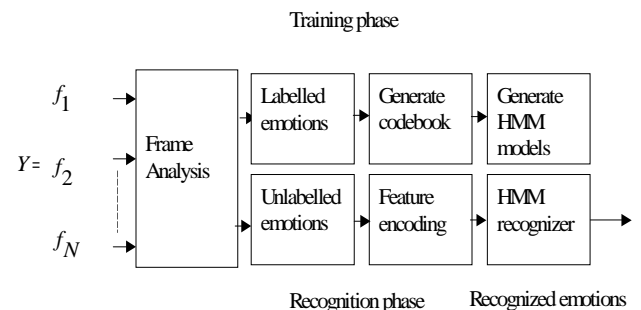 Training phase
f1
Y = f2
fN
Frame
Analysis
Labelled
emotions
Generate
codebook
Generate
HMM
models
Unlabelled
emotions
Feature
encoding
HMM
recognizer
Recognition phase
Recognized emotions